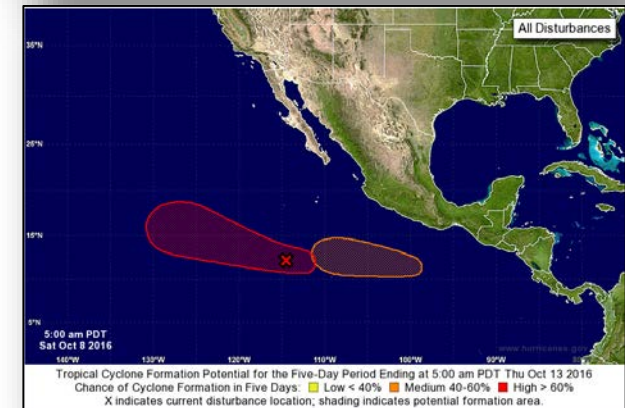 All Disturbances
35°N
25°N
15°N
5°N
5:00 am PDT
Sat Oct 8 2016
www.hurricanes.gov
140°W 130°W 120°W 110°W 100°W 90°W 80°W
Tropical Cyclone Formation Potential for the Five-Day Period Ending at 5:00 am PDT Thu Oct 13 2016
Chance of Cyclone Formation in Five Days: Low < 40% Medium 40-60% High > 60%
X indicates current disturbance location; shading indicates potential formation area.